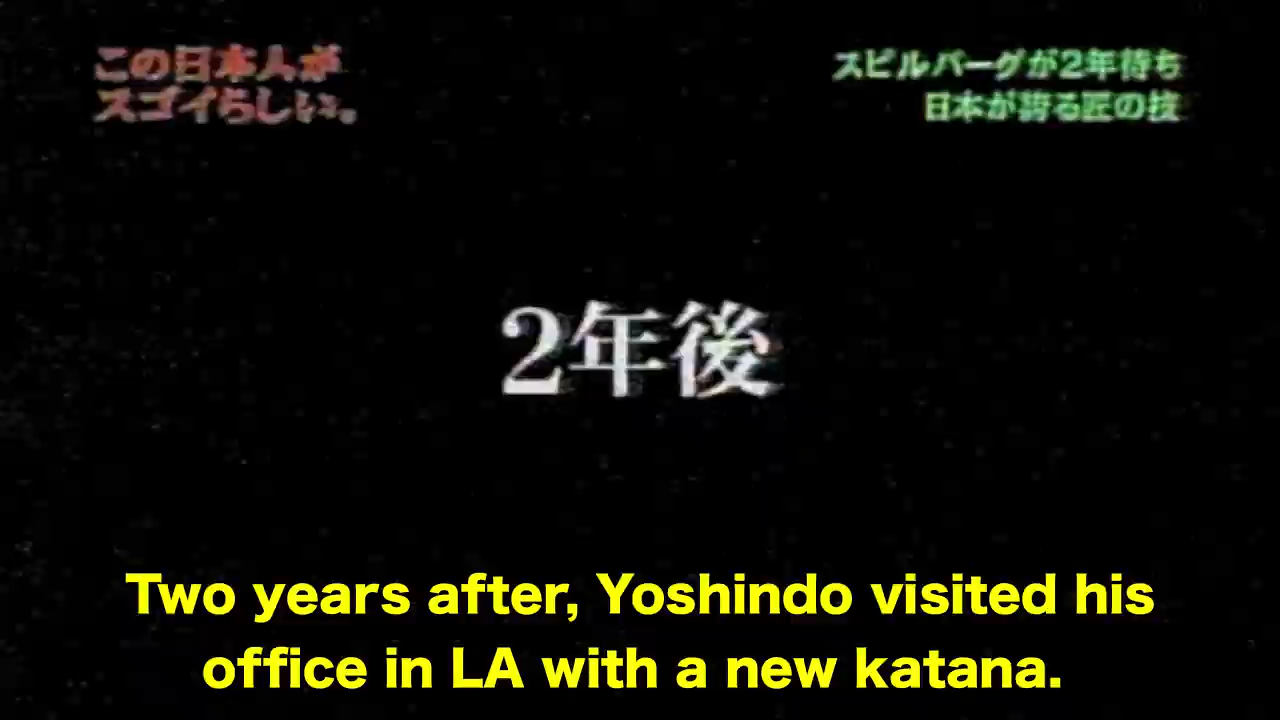 この日本人が
スゴイらしい。
スピルバーグが2年待ち
日本が誇る匠の技
2年後
Two years after, Yoshindo visited his
office in LA with a new katana.